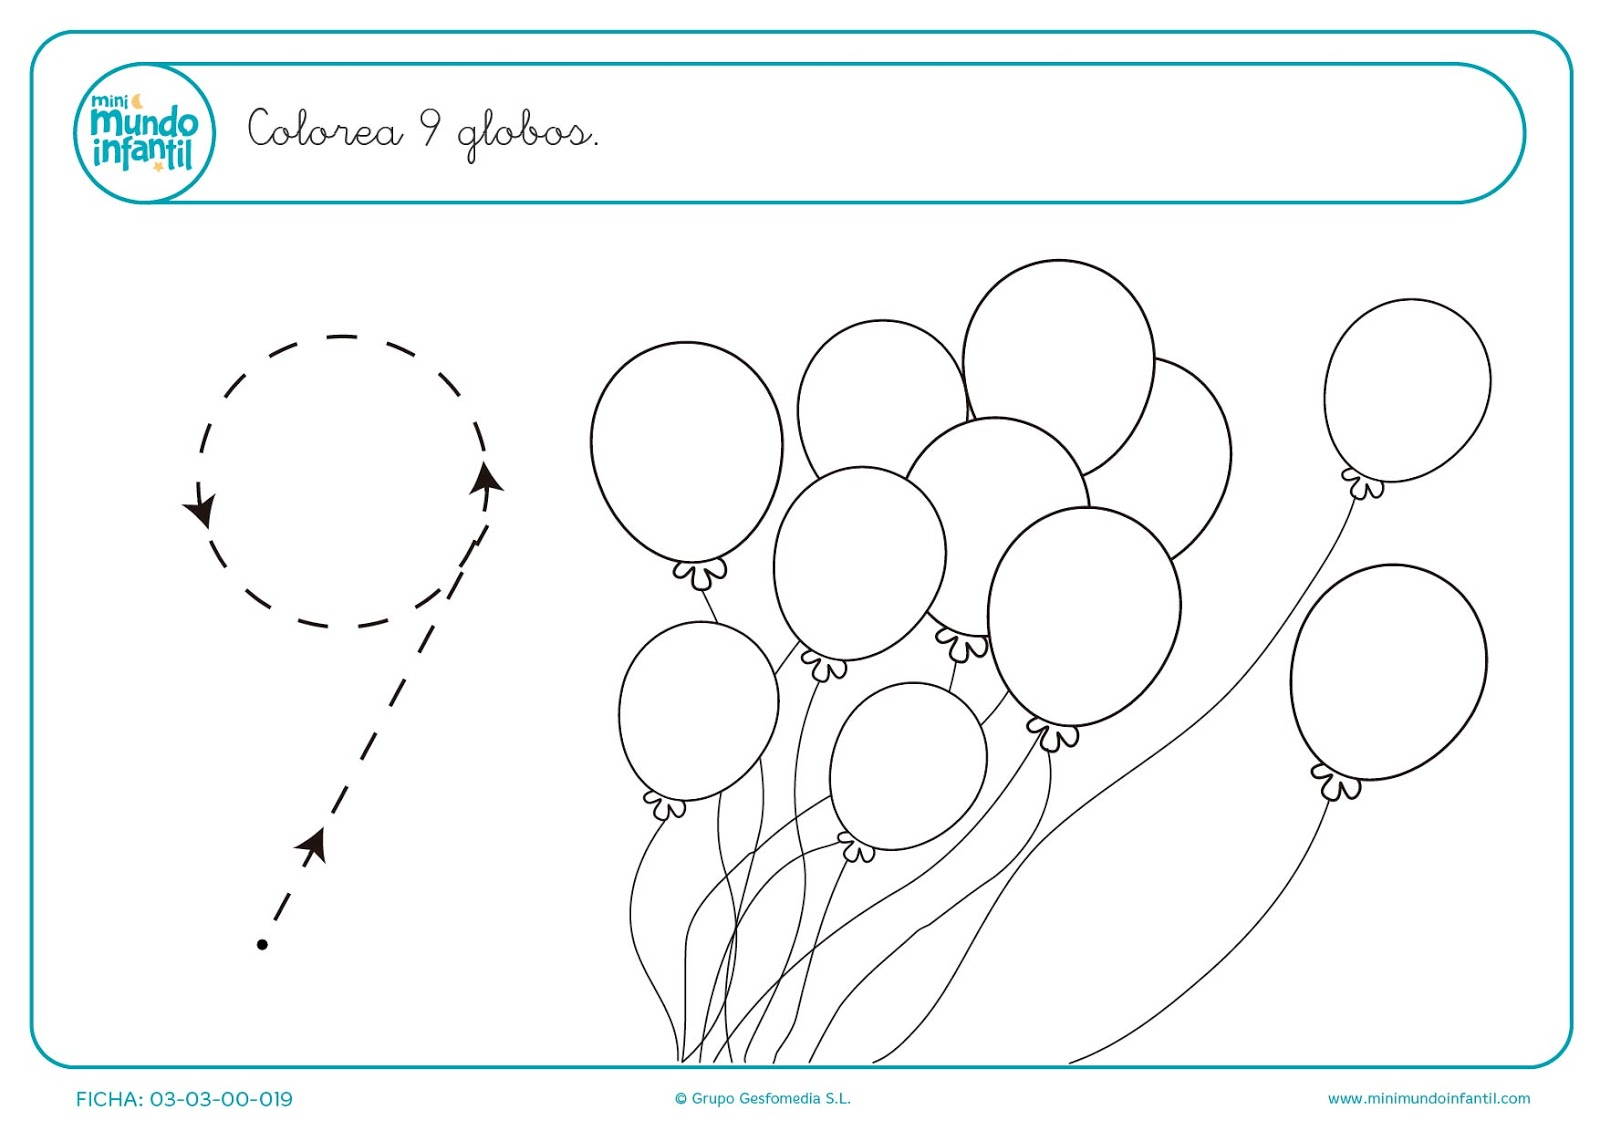 mini
mundo
infantil
Colorea 9 globos.
FICHA: 03-03-00-019
© Grupo Gesfomedia S.L.
www.minimundoinfantil.com